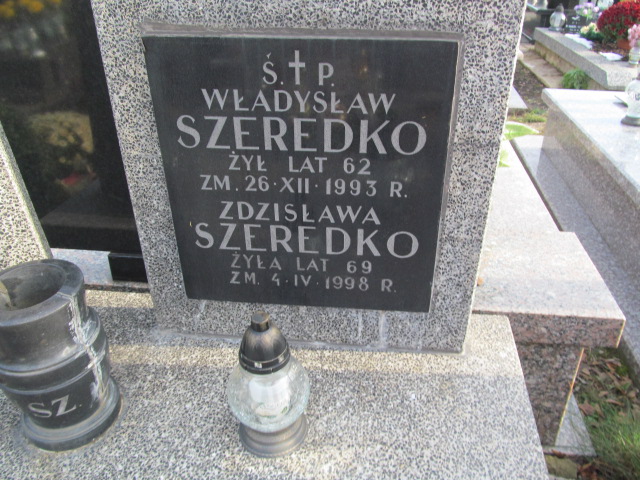 Ś.†P.
WŁADYSŁAW
SZEREDKO
ŻYŁ LAT 62
ZM. 26·XII·1993 R.
ZDZISŁAWA
SZEREDKO
ŻYŁA LAT 69
ZM. 4·IV·1998 R.
SZ.